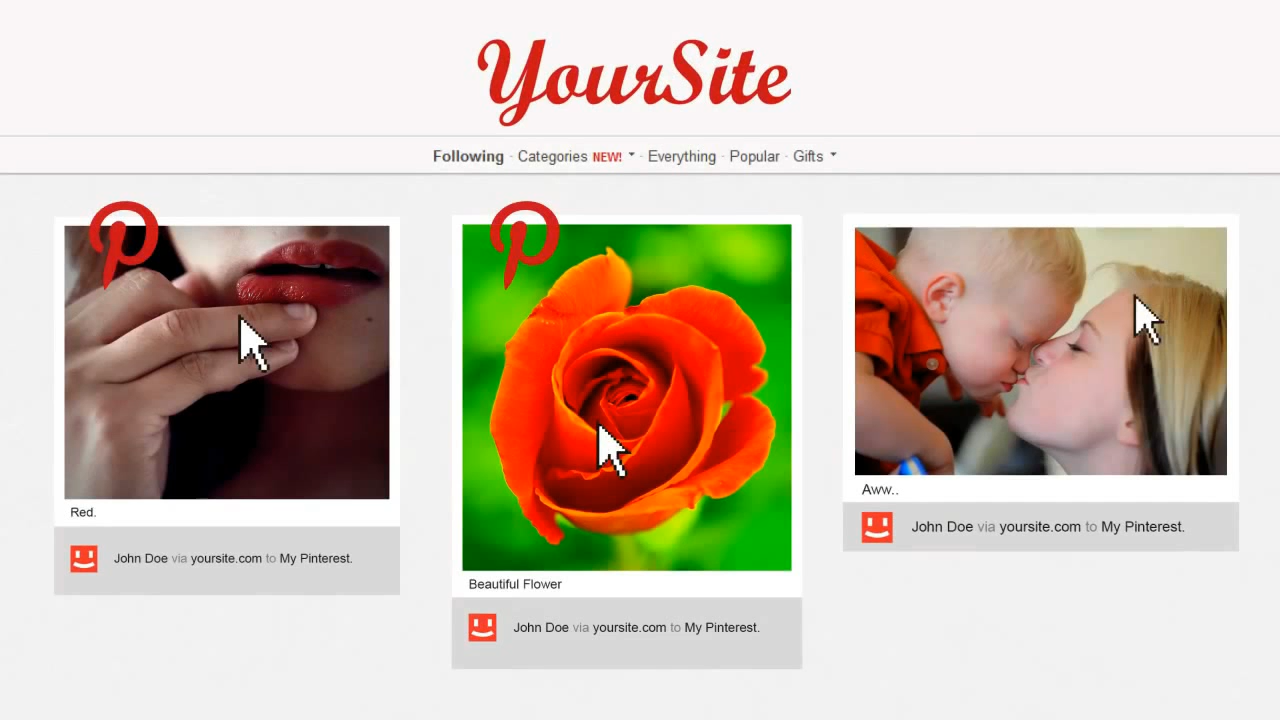 YourSite
Following · Categories NEW! · Everything · Popular · Gifts
Red.
John Doe via yoursite.com to My Pinterest.
Beautiful Flower
John Doe via yoursite.com to My Pinterest.
Aww..
John Doe via yoursite.com to My Pinterest.